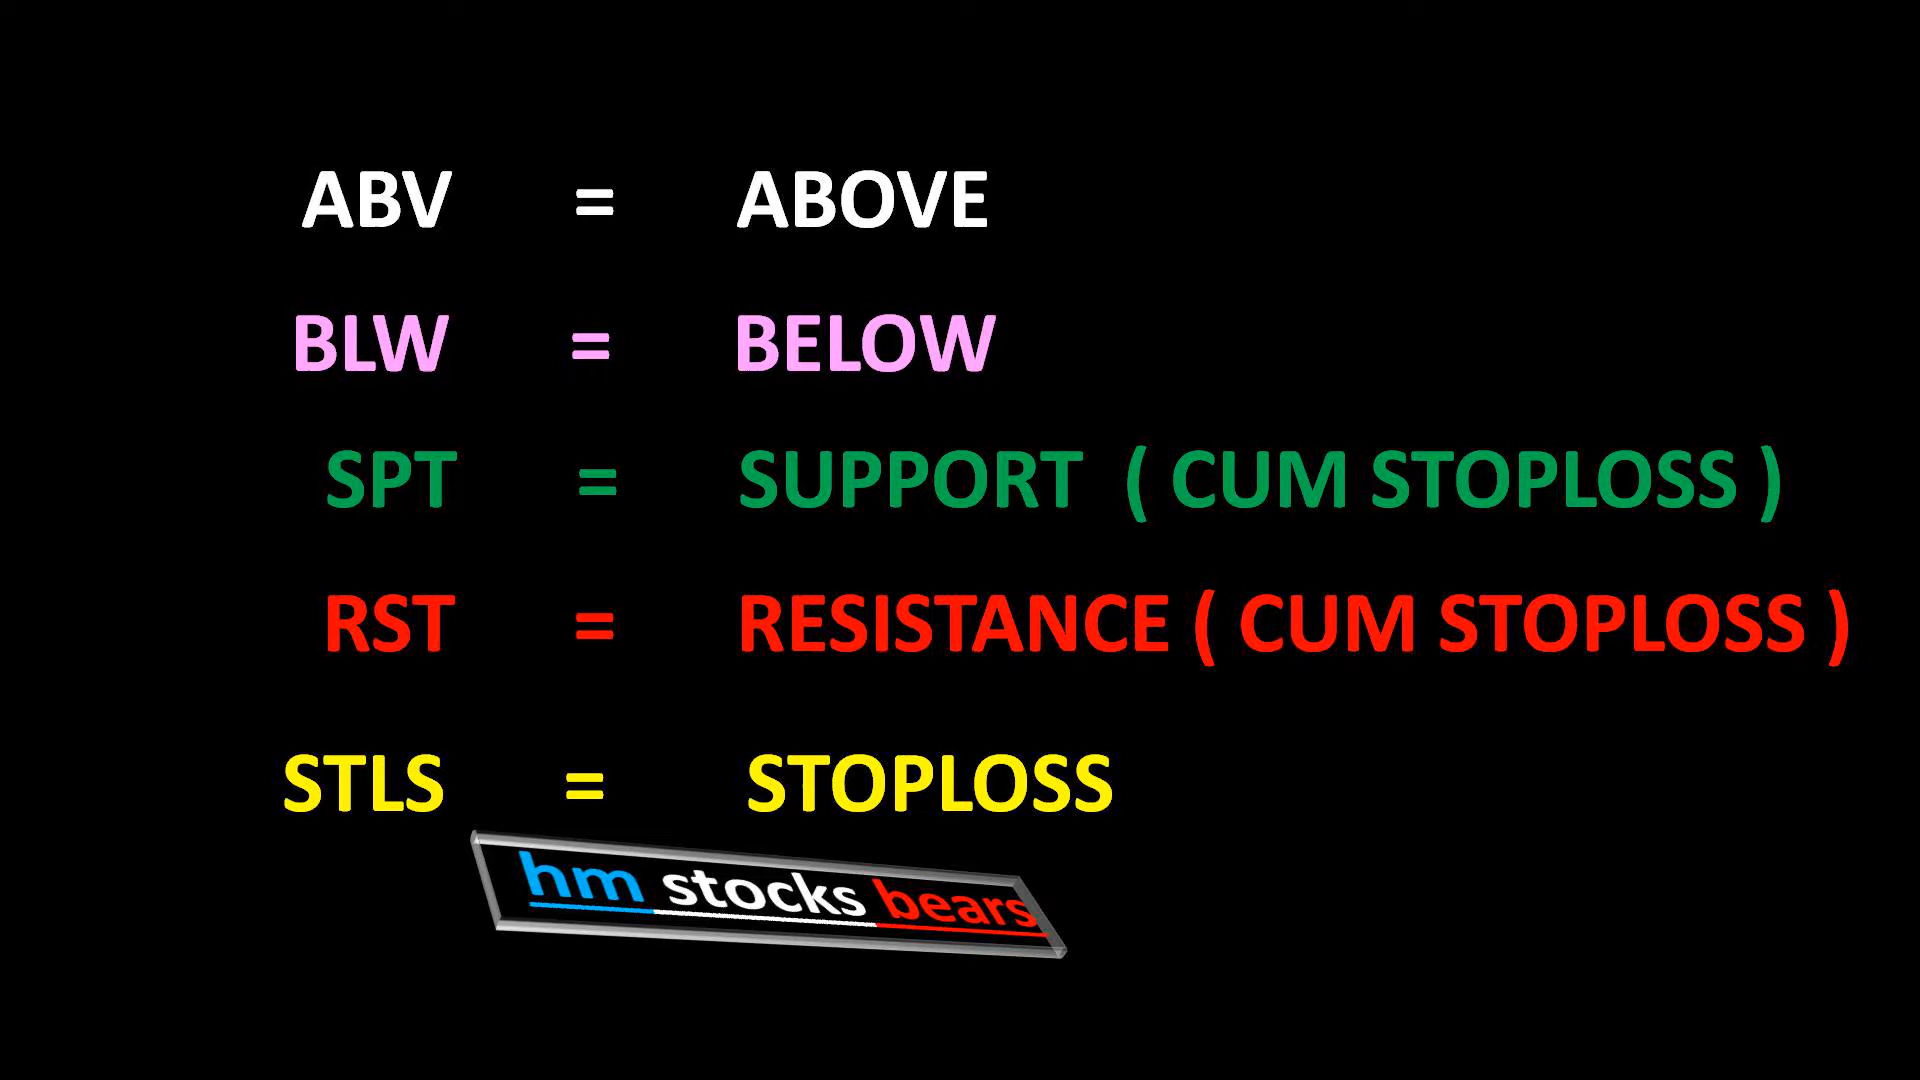 ABV = ABOVE
BLW = BELOW
SPT = SUPPORT ( CUM STOPLOSS )
RST = RESISTANCE ( CUM STOPLOSS )
STLS = STOPLOSS
hm stocks bears